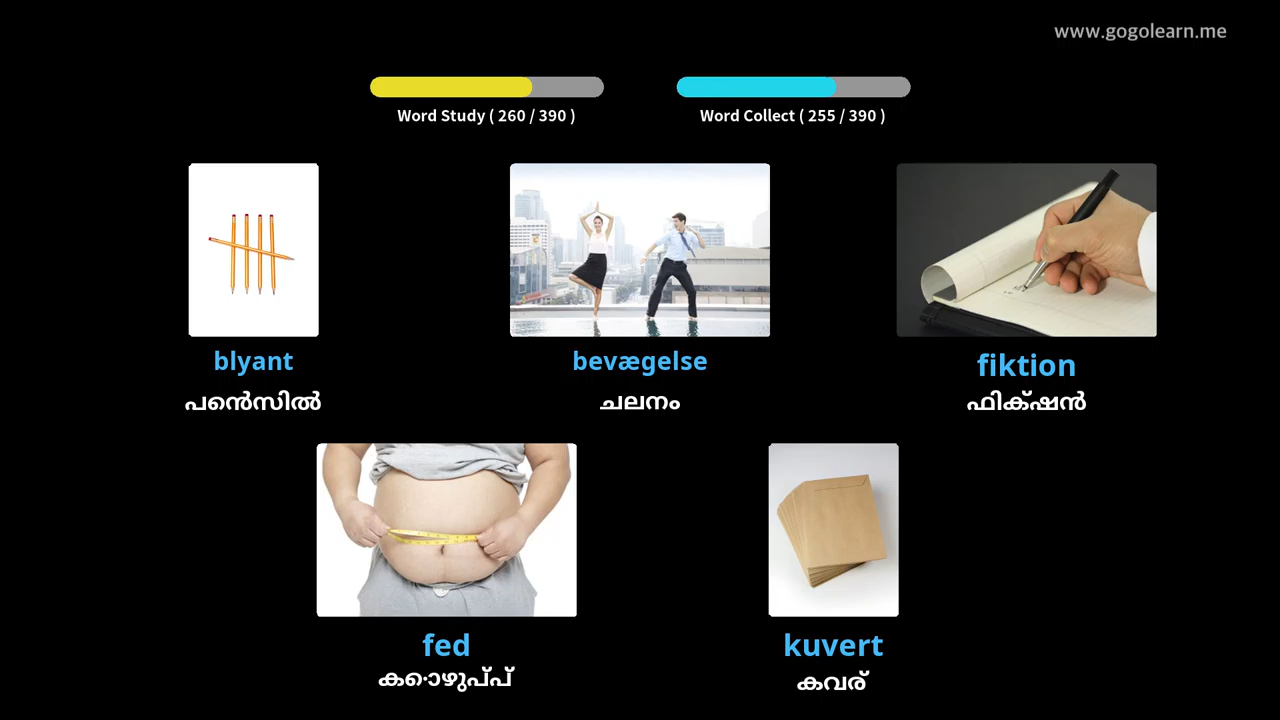 www.gogolearn.me
Word Study ( 260 / 390 )
Word Collect ( 255 / 390 )
blyant
bevægelse
fiktion
പെൻസിൽ
ചലനം
ഫിക്ഷൻ
fed
kuvert
കൊഴുപ്പ്
കവര്